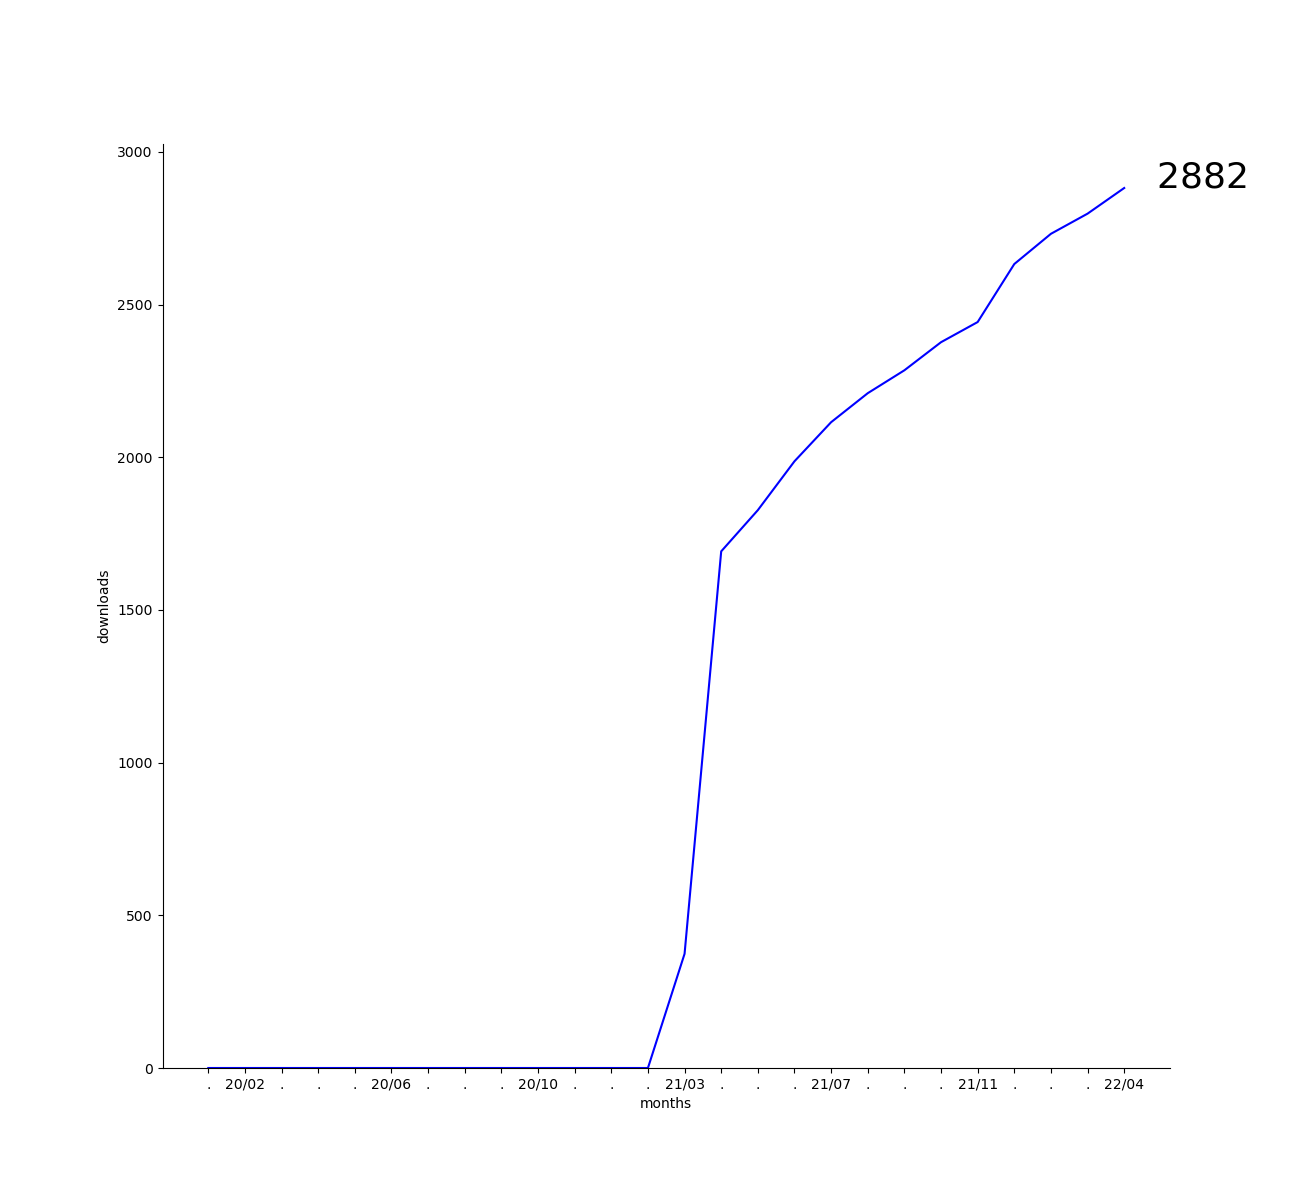 3000
2882
2500
2000
1500
1000
500
0
downloads
. 20/02 . . . 20/06 . . . 20/10 . . . 21/03 . . . 21/07 . . . 21/11 . . . 22/04
months